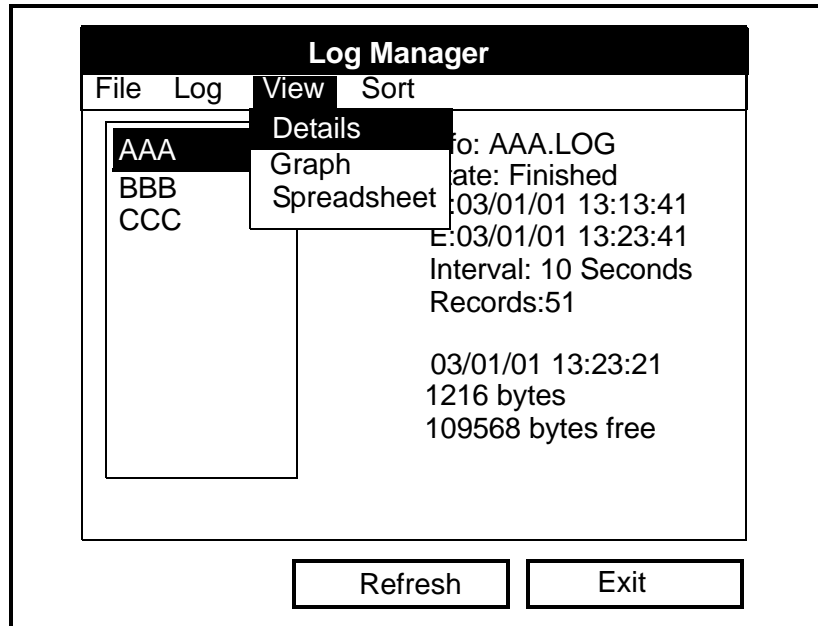 Log Manager
File Log View Sort
Details
Graph
Spreadsheet
AAA
BBB
CCC
fo: AAA.LOG
ate: Finished
:03/01/01 13:13:41
E:03/01/01 13:23:41
Interval: 10 Seconds
Records:51
03/01/01 13:23:21
1216 bytes
109568 bytes free
Refresh Exit